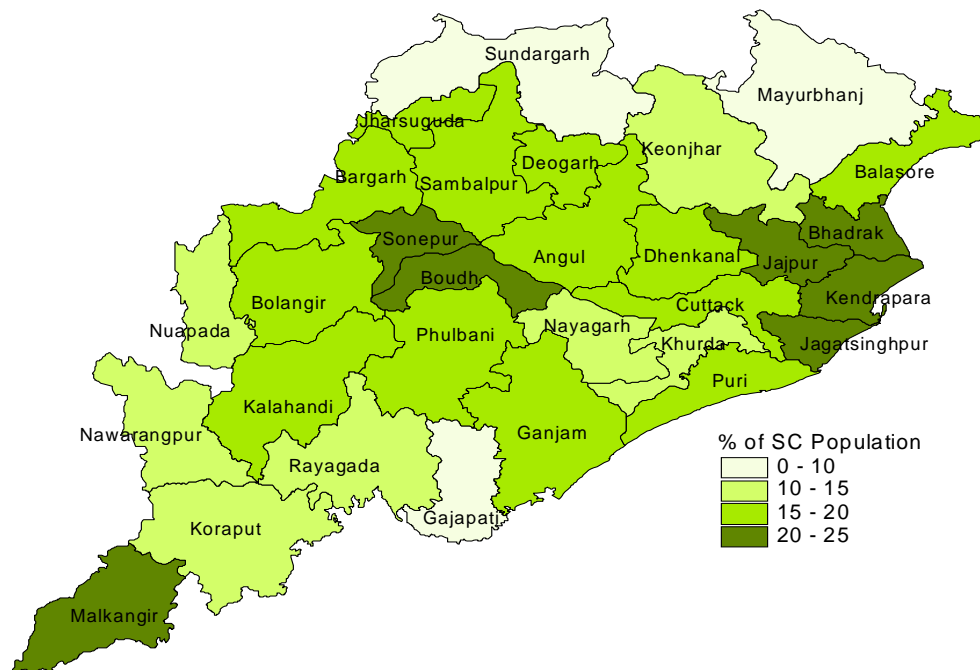 Sundargarh
Mayurbhanj
Jharsuguda
Keonjhar
Deogarh
Balasore
Bargarh
Sambalpur
Bhadrak
Sonepur
Angul
Dhenkanal
Jajpur
Boudh
Bolangir
Cuttack
Kendrapara
Nuapada
Phulbani
Nayagarh
Khurda
Jagatsinghpur
Puri
Kalahandi
Nawarangpur
Ganjam
Rayagada
% of SC Population
0 - 10
10 - 15
15 - 20
20 - 25
Gajapati
Koraput
Malkangir